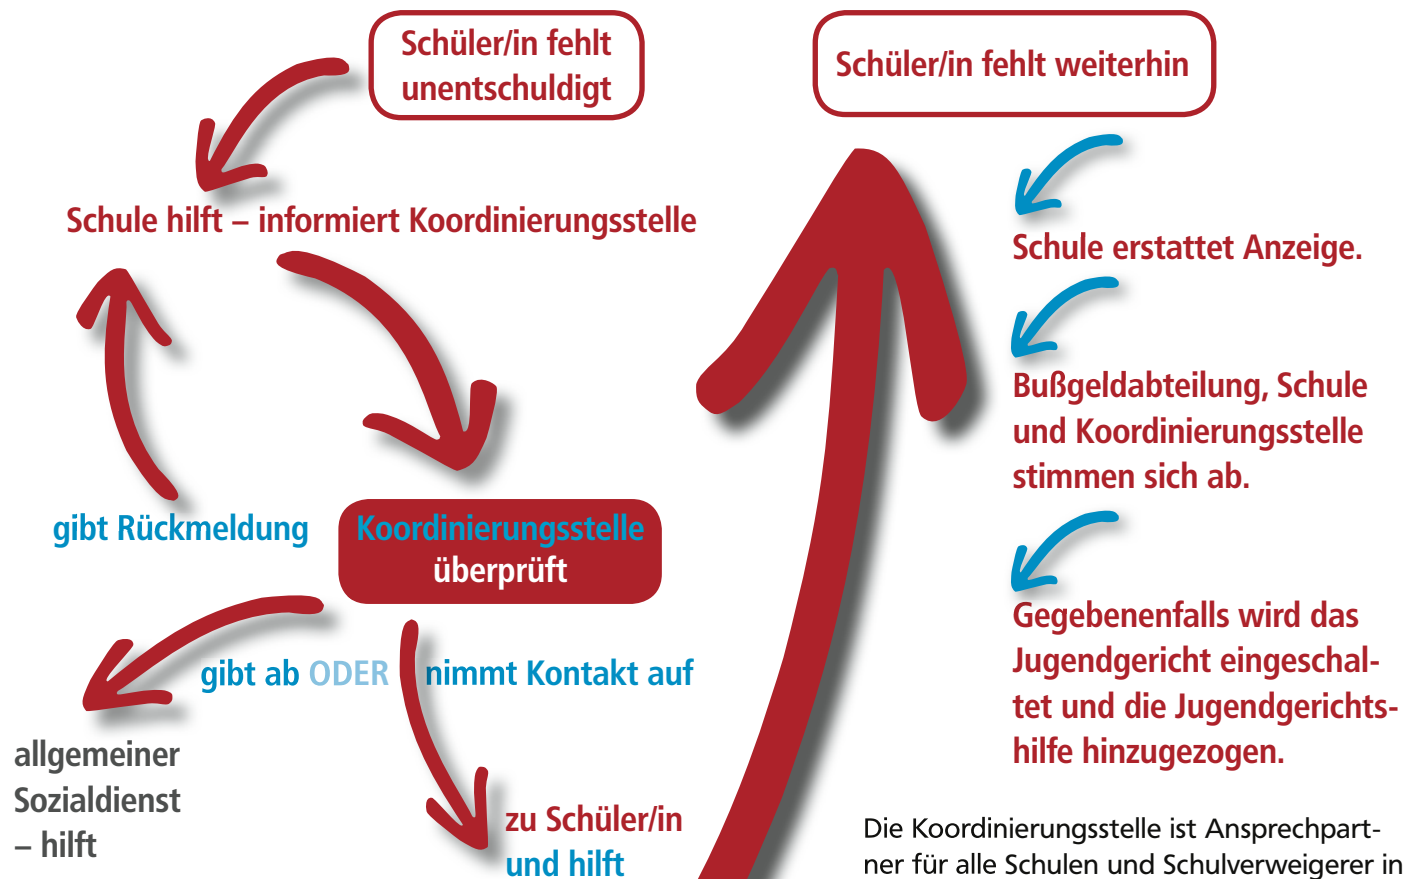 Schüler/in fehlt
unentschuldigt
Schule hilft – informiert Koordinierungsstelle
gibt Rückmeldung
Koordinierungsstelle
überprüft
gibt ab ODER nimmt Kontakt auf
allgemeiner
Sozialdienst
– hilft
zu Schüler/in
und hilft
Schüler/in fehlt weiterhin
Schule erstattet Anzeige.
Bußgeldabteilung, Schule
und Koordinierungsstelle
stimmen sich ab.
Gegebenenfalls wird das
Jugendgericht eingeschal-
tet und die Jugendgerichts-
hilfe hinzugezogen.
Die Koordinierungsstelle ist Ansprechpart-
ner für alle Schulen und Schulverweigerer in